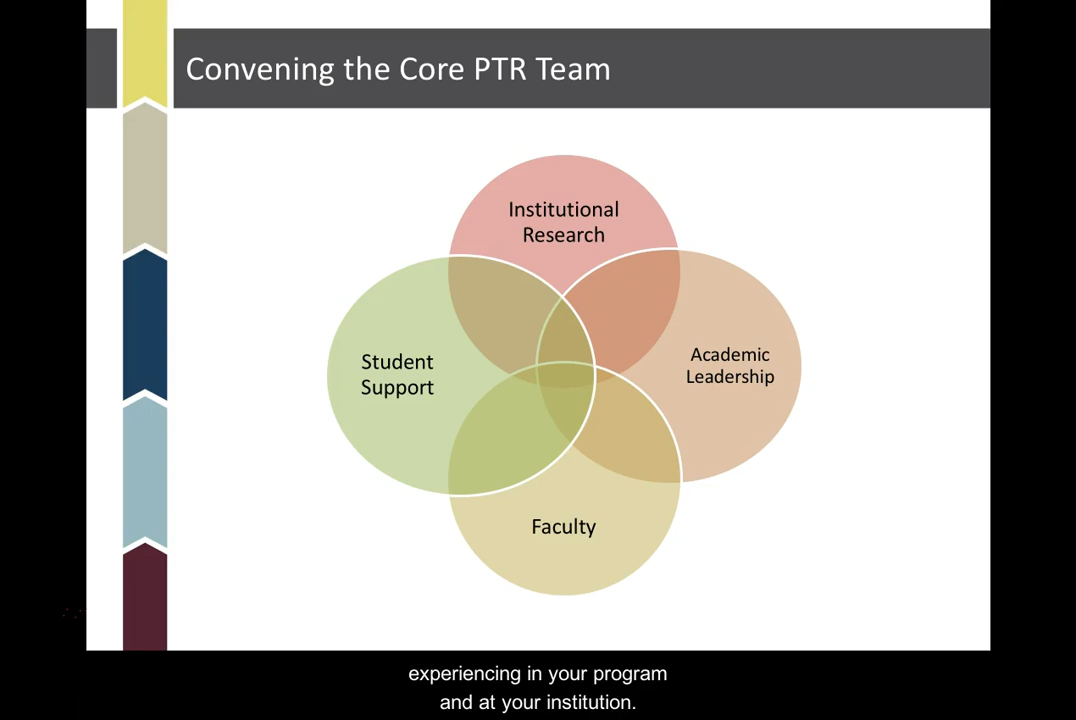 Convening the Core PTR Team
Institutional
Research
Student
Support
Academic
Leadership
Faculty
experiencing in your program
and at your institution.